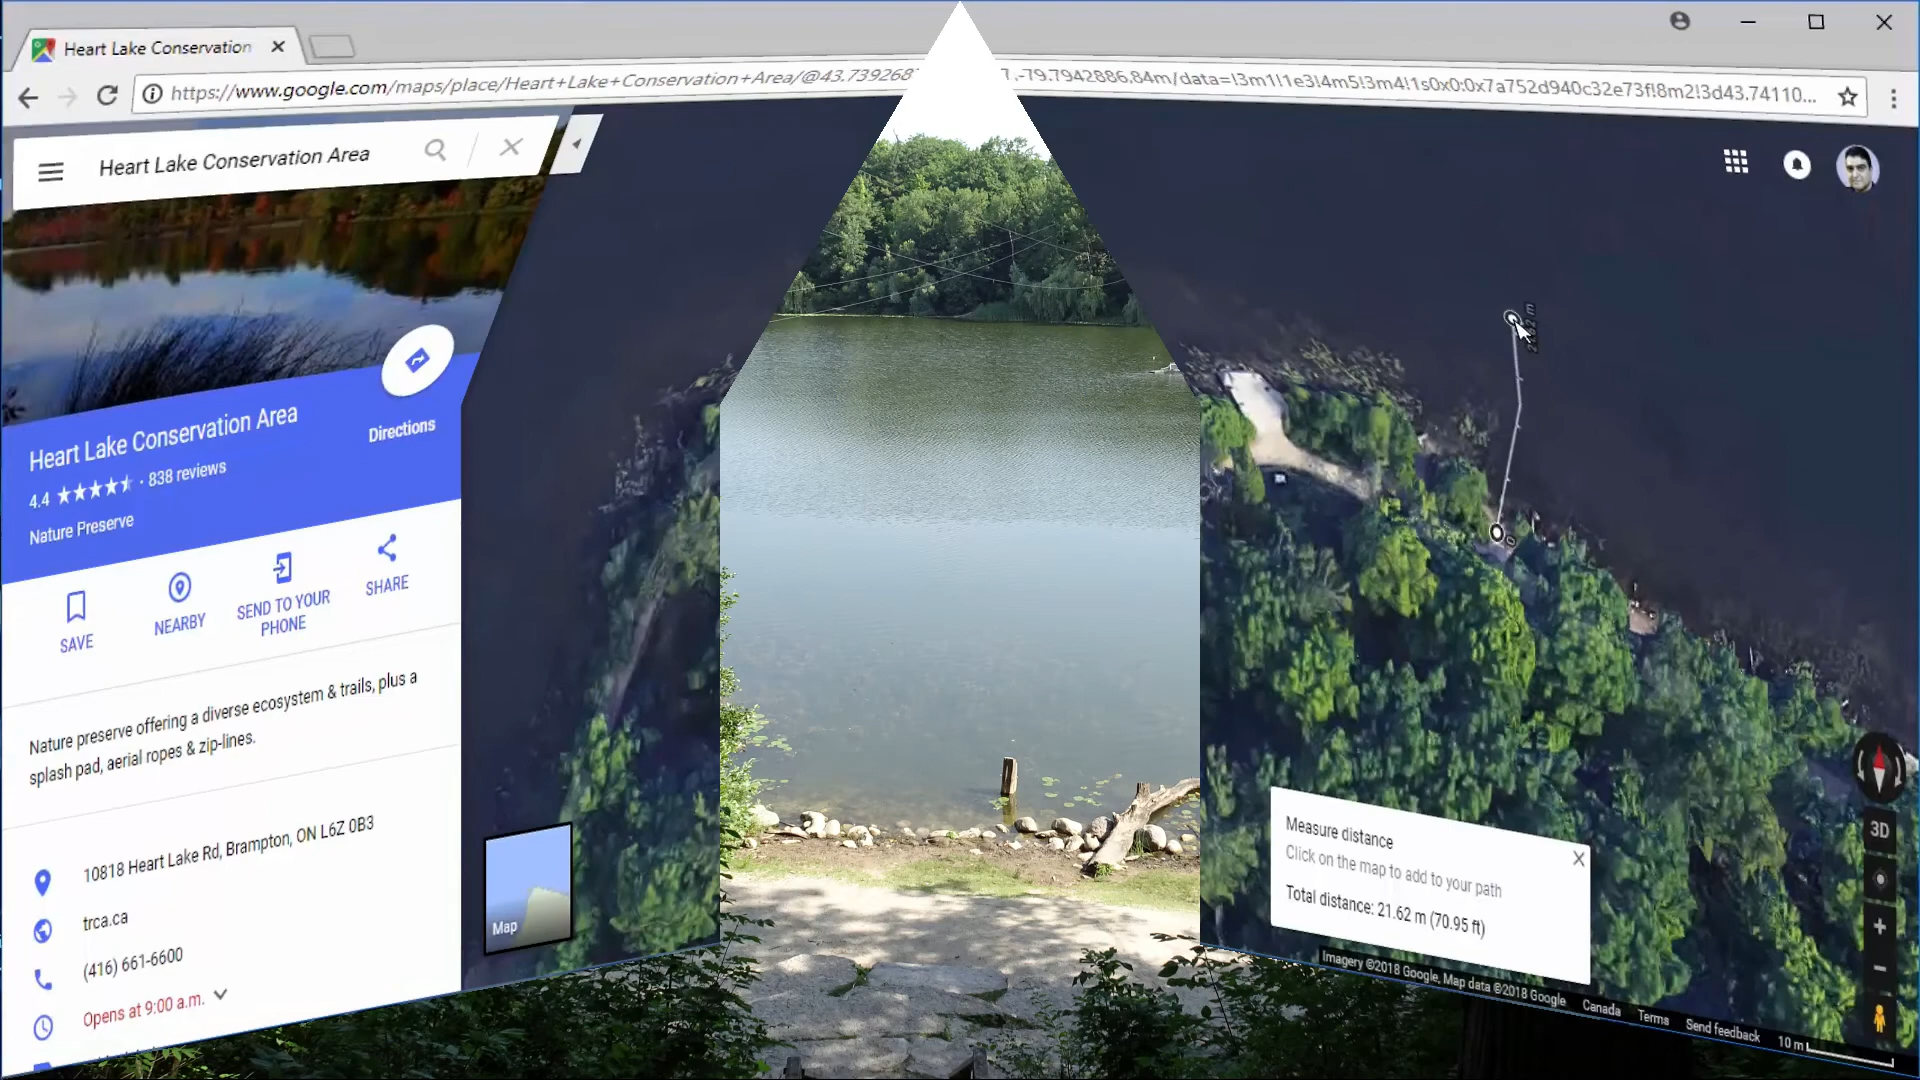 Heart Lake Conservation
https://www.google.com/maps/place/Heart+Lake+Conservation+Area/@43.7392687
7,-79.7942886,84m/data=!3m1!1e3!4m5!3m4!1s0x0:0x7a752d940c32e73f!8m2!3d43.74110...
Heart Lake Conservation Area
Heart Lake Conservation Area
4.4 · 838 reviews
Nature Preserve
Directions
SAVE
NEARBY
SEND TO YOUR
PHONE
SHARE
Nature preserve offering a diverse ecosystem & trails, plus a
splash pad, aerial ropes & zip-lines.
10818 Heart Lake Rd, Brampton, ON L6Z 0B3
trca.ca
(416) 661-6600
Opens at 9:00 a.m.
Map
0
Measure distance
Click on the map to add to your path
Total distance: 21.62 m (70.95 ft)
3D
Imagery ©2018 Google, Map data ©2018 Google Canada Terms Send feedback 10 m